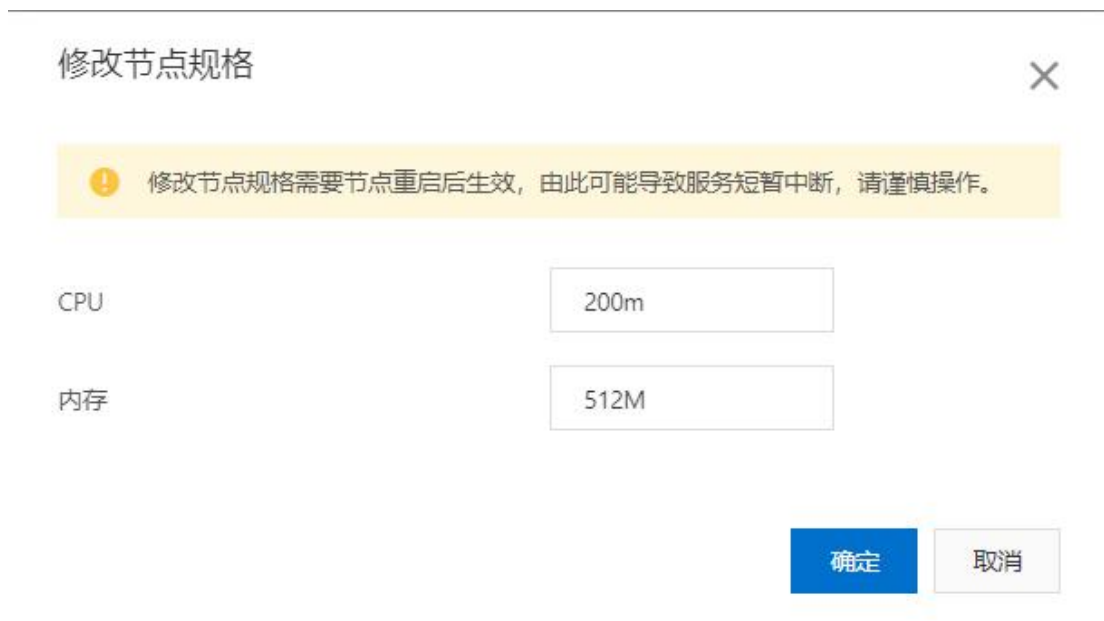 修改节点规格
修改节点规格需要节点重启后生效，由此可能导致服务短暂中断，请谨慎操作。
CPU
200m
内存
512M
确定
取消